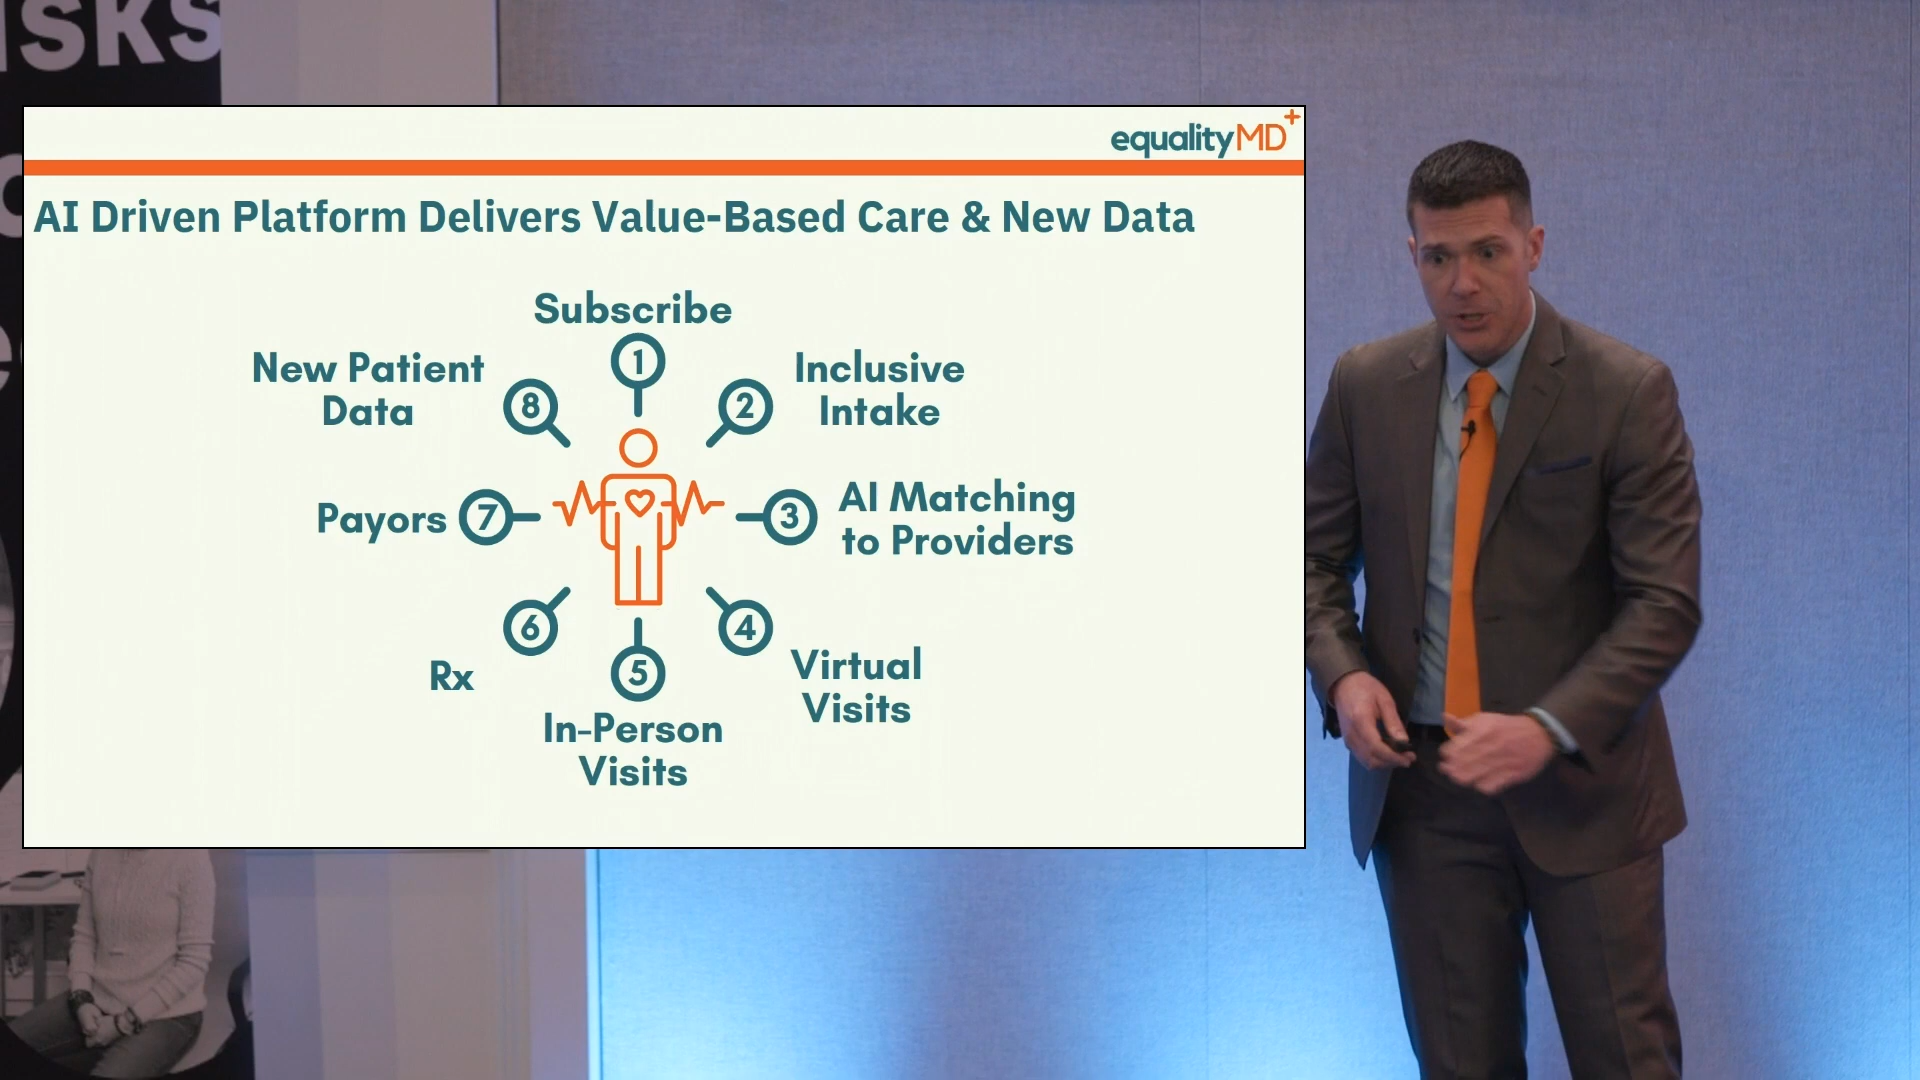 equalityMD+
AI Driven Platform Delivers Value-Based Care & New Data
Subscribe
1
Inclusive
Intake
2
AI Matching
to Providers
3
Virtual
Visits
4
In-Person
Visits
5
Rx
6
Payors
7
New Patient
Data
8